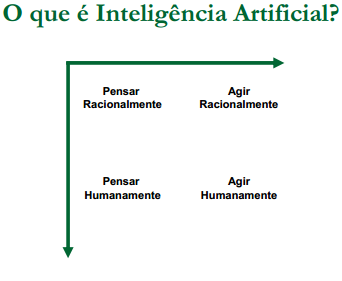 O que é Inteligência Artificial?
Pensar
Racionalmente
Agir
Racionalmente
Pensar
Humanamente
Agir
Humanamente